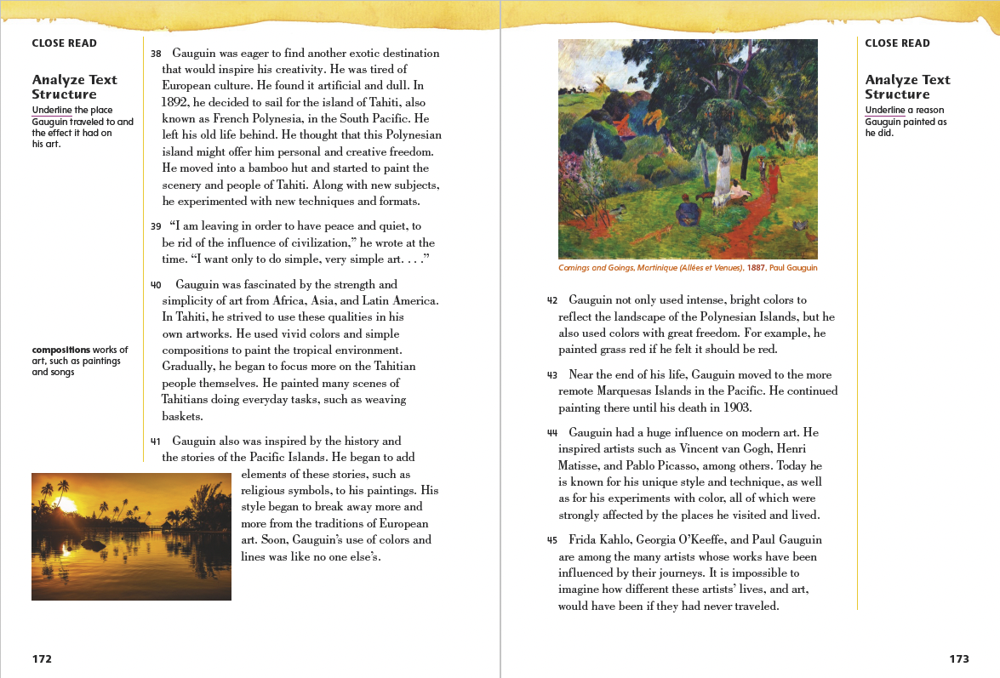 CLOSE READ
Analyze Text
Structure
Underline the place
Gauguin traveled to and
the effect it had on
his art.
38 Gauguin was eager to find another exotic destination
that would inspire his creativity. He was tired of
European culture. He found it artificial and dull. In
1892, he decided to sail for the island of Tahiti, also
known as French Polynesia, in the South Pacific. He
left his old life behind. He thought that this Polynesian
island might offer him personal and creative freedom.
He moved into a bamboo hut and started to paint the
scenery and people of Tahiti. Along with new subjects,
he experimented with new techniques and formats.
39 “I am leaving in order to have peace and quiet, to
be rid of the influence of civilization,” he wrote at the
time. “I want only to do simple, very simple art. . . .”
40 Gauguin was fascinated by the strength and
simplicity of art from Africa, Asia, and Latin America.
In Tahiti, he strived to use these qualities in his
own artworks. He used vivid colors and simple
compositions to paint the tropical environment.
Gradually, he began to focus more on the Tahitian
people themselves. He painted many scenes of
Tahitians doing everyday tasks, such as weaving
baskets.
compositions works of
art, such as paintings
and songs
41 Gauguin also was inspired by the history and
the stories of the Pacific Islands. He began to add
elements of these stories, such as
religious symbols, to his paintings. His
style began to break away more and
more from the traditions of European
art. Soon, Gauguin’s use of colors and
lines was like no one else’s.
172
Comings and Goings, Martinique (Allées et Venues), 1887, Paul Gauguin
42 Gauguin not only used intense, bright colors to
reflect the landscape of the Polynesian Islands, but he
also used colors with great freedom. For example, he
painted grass red if he felt it should be red.
43 Near the end of his life, Gauguin moved to the more
remote Marquesas Islands in the Pacific. He continued
painting there until his death in 1903.
44 Gauguin had a huge influence on modern art. He
inspired artists such as Vincent van Gogh, Henri
Matisse, and Pablo Picasso, among others. Today he
is known for his unique style and technique, as well
as for his experiments with color, all of which were
strongly affected by the places he visited and lived.
45 Frida Kahlo, Georgia O’Keeffe, and Paul Gauguin
are among the many artists whose works have been
influenced by their journeys. It is impossible to
imagine how different these artists’ lives, and art,
would have been if they had never traveled.
CLOSE READ
Analyze Text
Structure
Underline a reason
Gauguin painted as
he did.
173